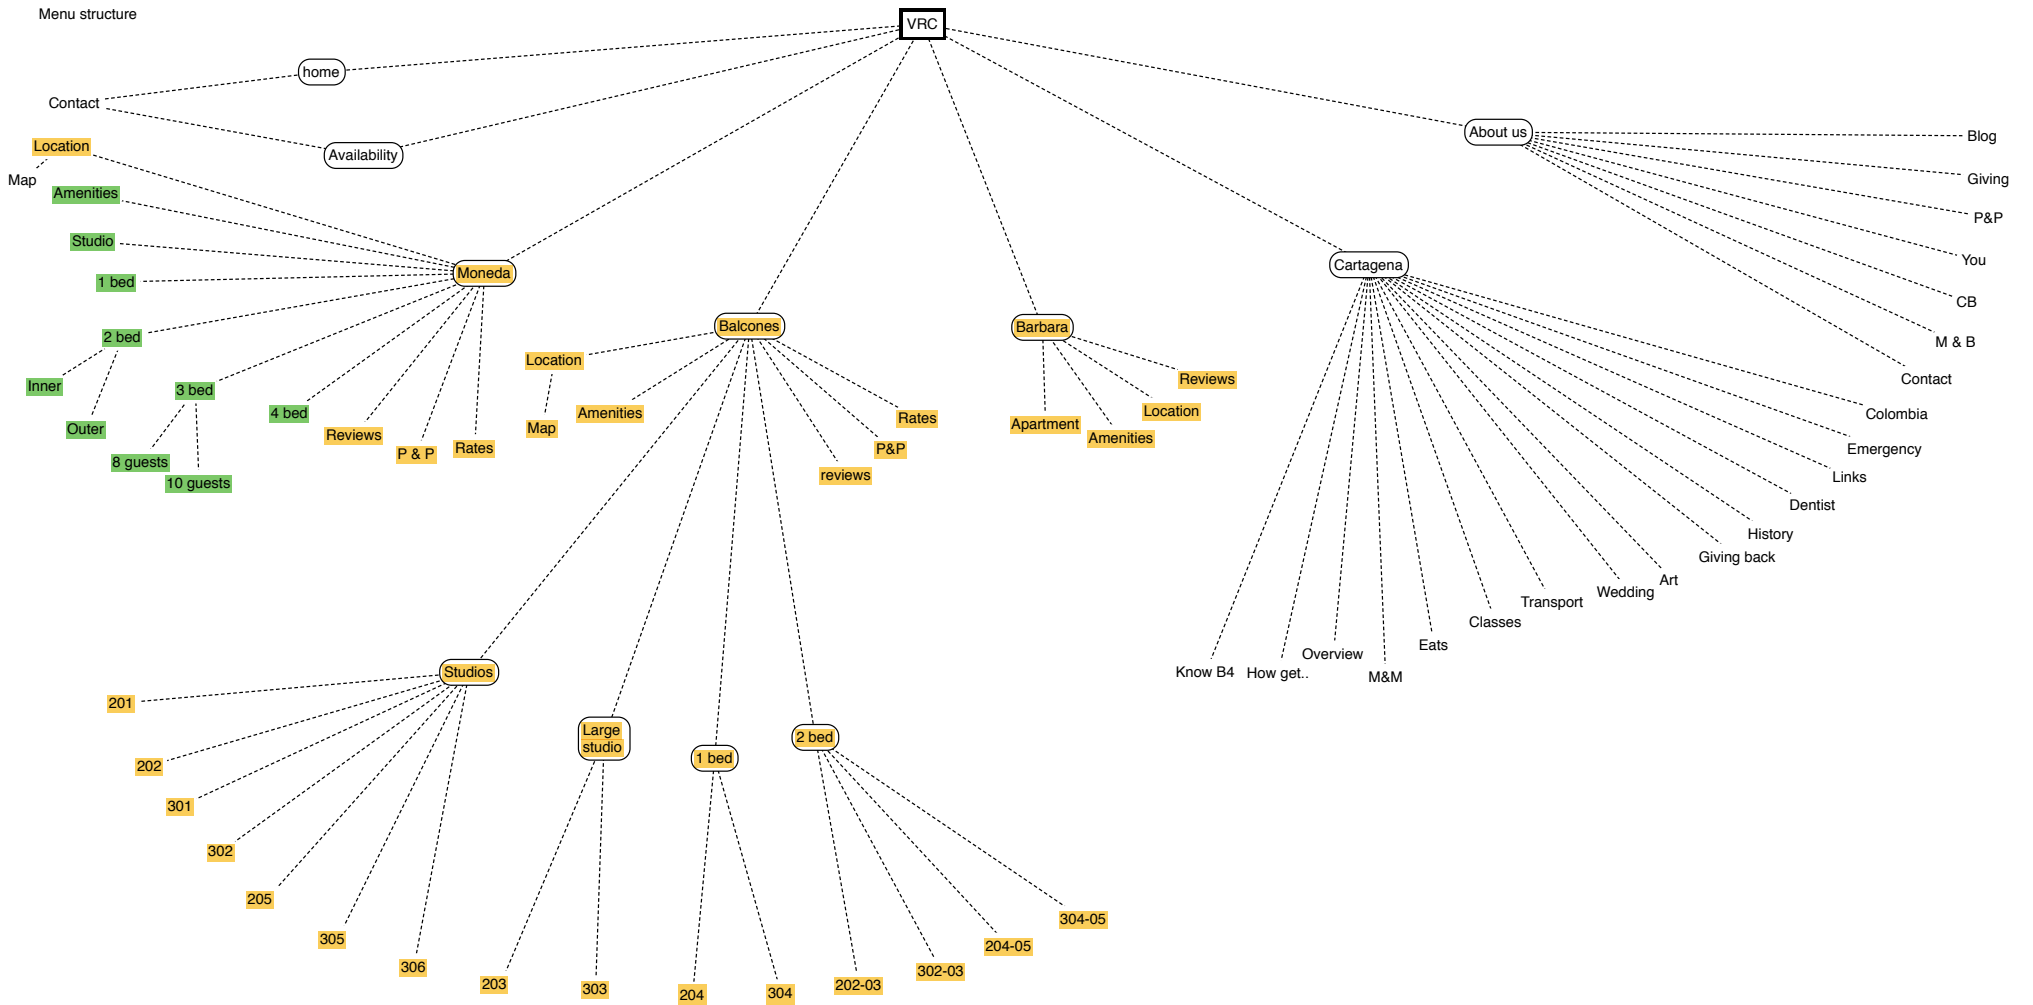 Menu structure
VRC
home
Contact
Availability
About us
Blog
Giving
P&P
You
CB
M & B
Contact
Location
Map
Amenities
Studio
1 bed
Moneda
2 bed
Inner
Outer
3 bed
8 guests
10 guests
4 bed
Reviews
P & P
Rates
Balcones
Location
Map
Amenities
Rates
P&P
reviews
Barbara
Reviews
Location
Amenities
Apartment
Cartagena
Colombia
Emergency
Links
Dentist
History
Giving back
Art
Wedding
Transport
Classes
Eats
M&M
Overview
How get..
Know B4
Studios
201
202
301
302
205
305
306
Large
studio
203
303
1 bed
204
304
2 bed
202-03
302-03
204-05
304-05